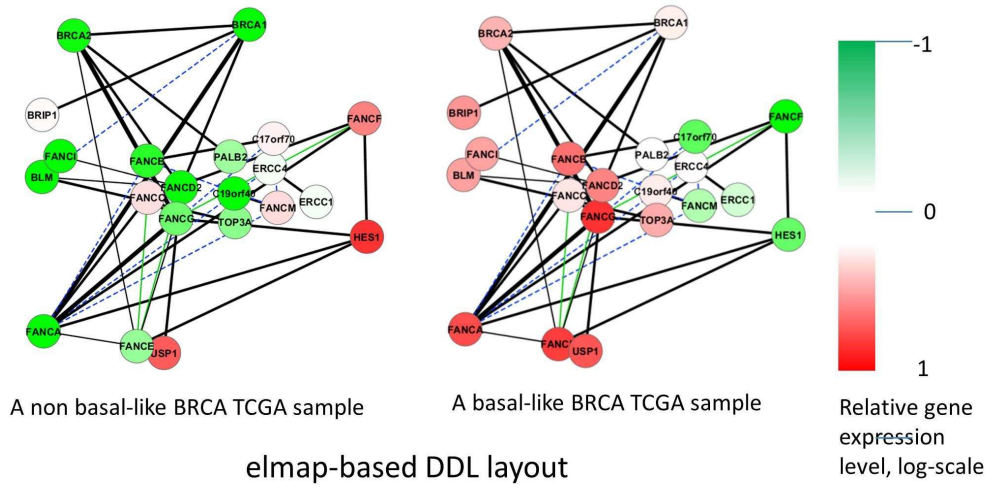 BRCA2
BRCA1
BRIP1
FANCF
C17orf70
FANCI
FANCB
PALB2
ERCC4
BLM
FANCD2
C19orf40
FANCC
FANCM
ERCC1
FANCG
TOP3A
HES1
FANCA
FANCE
USP1
A non basal-like BRCA TCGA sample
BRCA2
BRCA1
BRIP1
FANCF
C17orf70
FANCI
FANCB
PALB2
ERCC4
BLM
FANCD2
C19orf40
FANCC
FANCM
ERCC1
FANCG
TOP3A
HES1
FANCA
USP1
A basal-like BRCA TCGA sample
-1
0
1
Relative gene
expression
level, log-scale
elmap-based DDL layout